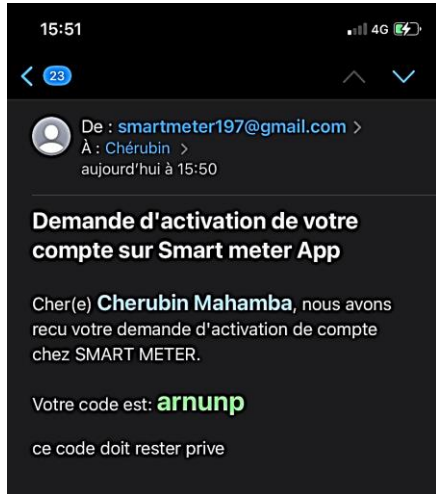 15:51 4G
23
De : smartmeter197@gmail.com >
À : Chérubin >
aujourd'hui à 15:50
Demande d'activation de votre
compte sur Smart meter App
Cher(e) Cherubin Mahamba, nous avons
recu votre demande d'activation de compte
chez SMART METER.
Votre code est: arnunp
ce code doit rester prive